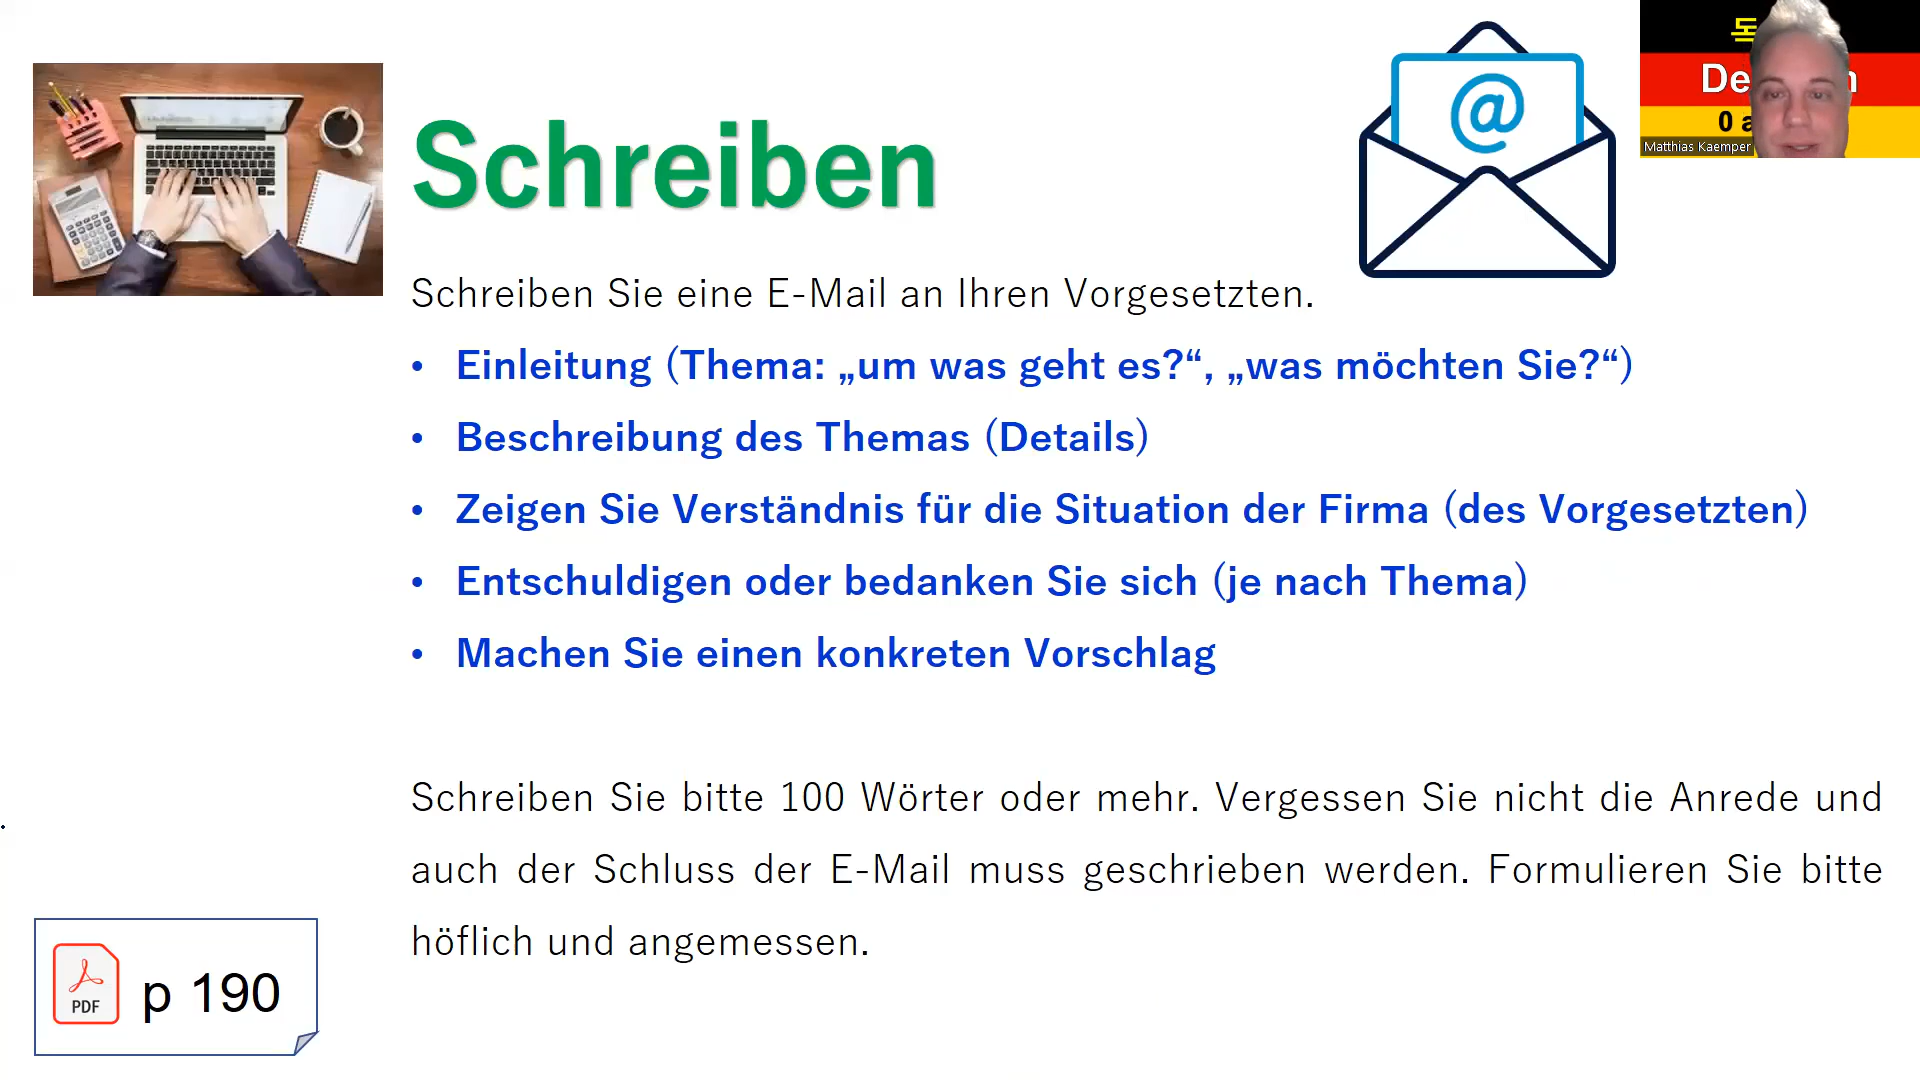 독
De n
0 a
Matthias Kaemper
@
Schreiben
Schreiben Sie eine E-Mail an Ihren Vorgesetzten.
• Einleitung (Thema: „um was geht es?“, „was möchten Sie?“)
• Beschreibung des Themas (Details)
• Zeigen Sie Verständnis für die Situation der Firma (des Vorgesetzten)
• Entschuldigen oder bedanken Sie sich (je nach Thema)
• Machen Sie einen konkreten Vorschlag
Schreiben Sie bitte 100 Wörter oder mehr. Vergessen Sie nicht die Anrede und
auch der Schluss der E-Mail muss geschrieben werden. Formulieren Sie bitte
höflich und angemessen.
PDF p 190